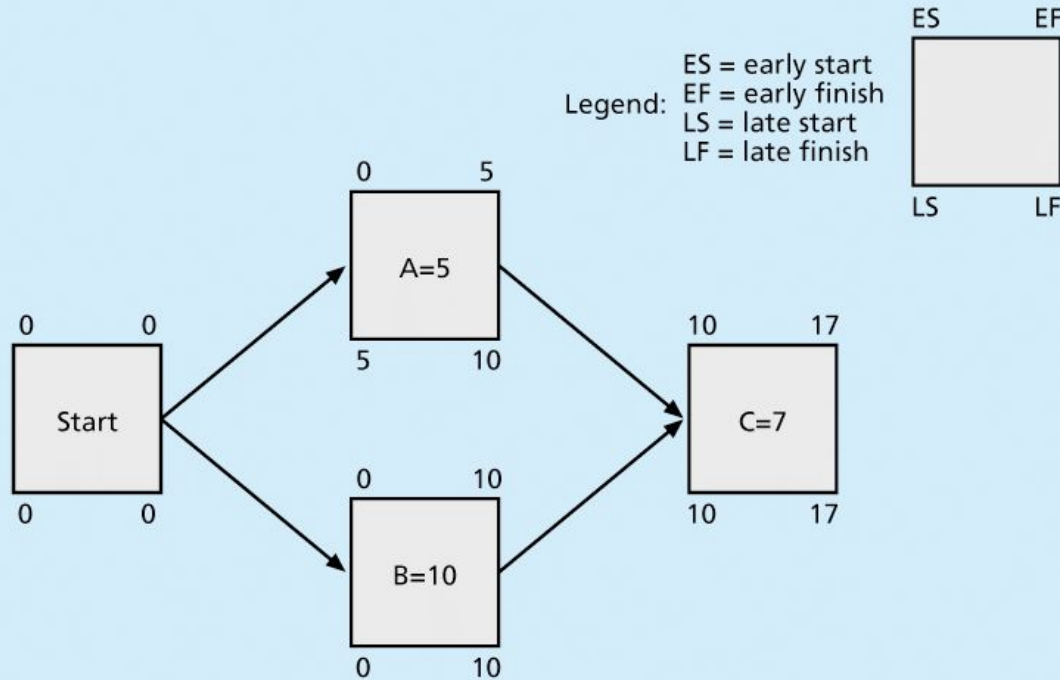 ES EF
Legend:
ES = early start
EF = early finish
LS = late start
LF = late finish
LS LF
0 5
A=5
5 10
0 0
Start
0 0
10 17
C=7
10 17
0 10
B=10
0 10